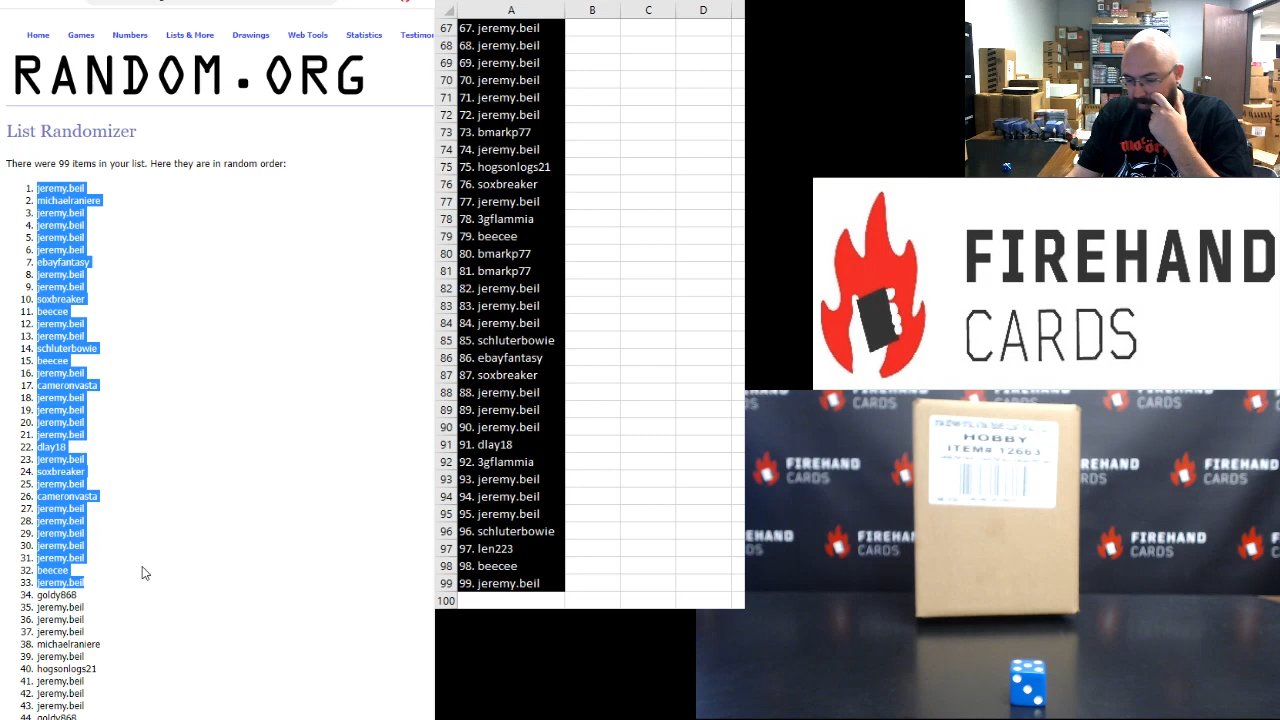 Home Games Numbers Lists & More Drawings Web Tools Statistics Testimor
RANDOM.ORG
List Randomizer
There were 99 items in your list. Here they are in random order:
1. jeremy.beil
2. michaelraniere
3. jeremy.beil
4. jeremy.beil
5. jeremy.beil
6. jeremy.beil
7. ebayfantasy
8. jeremy.beil
9. jeremy.beil
10. soxbreaker
11. beecee
12. jeremy.beil
13. jeremy.beil
14. schluterbowie
15. beecee
16. jeremy.beil
17. cameronvasta
18. jeremy.beil
19. jeremy.beil
20. jeremy.beil
21. jeremy.beil
22. dlay18
23. jeremy.beil
24. soxbreaker
25. jeremy.beil
26. cameronvasta
27. jeremy.beil
28. jeremy.beil
29. jeremy.beil
30. jeremy.beil
31. jeremy.beil
32. beecee
33. jeremy.beil
34. goldy868
35. jeremy.beil
36. jeremy.beil
37. jeremy.beil
38. michaelraniere
39. jeremy.beil
40. hogsonlogs21
41. jeremy.beil
42. jeremy.beil
43. jeremy.beil
44. goldy868
A B C D
67 67. jeremy.beil
68 68. jeremy.beil
69 69. jeremy.beil
70 70. jeremy.beil
71 71. jeremy.beil
72 72. jeremy.beil
73 73. bmarkp77
74 74. jeremy.beil
75 75. hogsonlogs21
76 76. soxbreaker
77 77. jeremy.beil
78 78. 3gflammia
79 79. beecee
80 80. bmarkp77
81 81. bmarkp77
82 82. jeremy.beil
83 83. jeremy.beil
84 84. jeremy.beil
85 85. schluterbowie
86 86. ebayfantasy
87 87. soxbreaker
88 88. jeremy.beil
89 89. jeremy.beil
90 90. jeremy.beil
91 91. dlay18
92 92. 3gflammia
93 93. jeremy.beil
94 94. jeremy.beil
95 95. jeremy.beil
96 96. schluterbowie
97 97. len223
98 98. beecee
99 99. jeremy.beil
100
FIREHAND
CARDS
HOBBY
ITEM# 12663
CARDS
CARDS
FIREHAND
CARDS
FIREHAND
CARDS